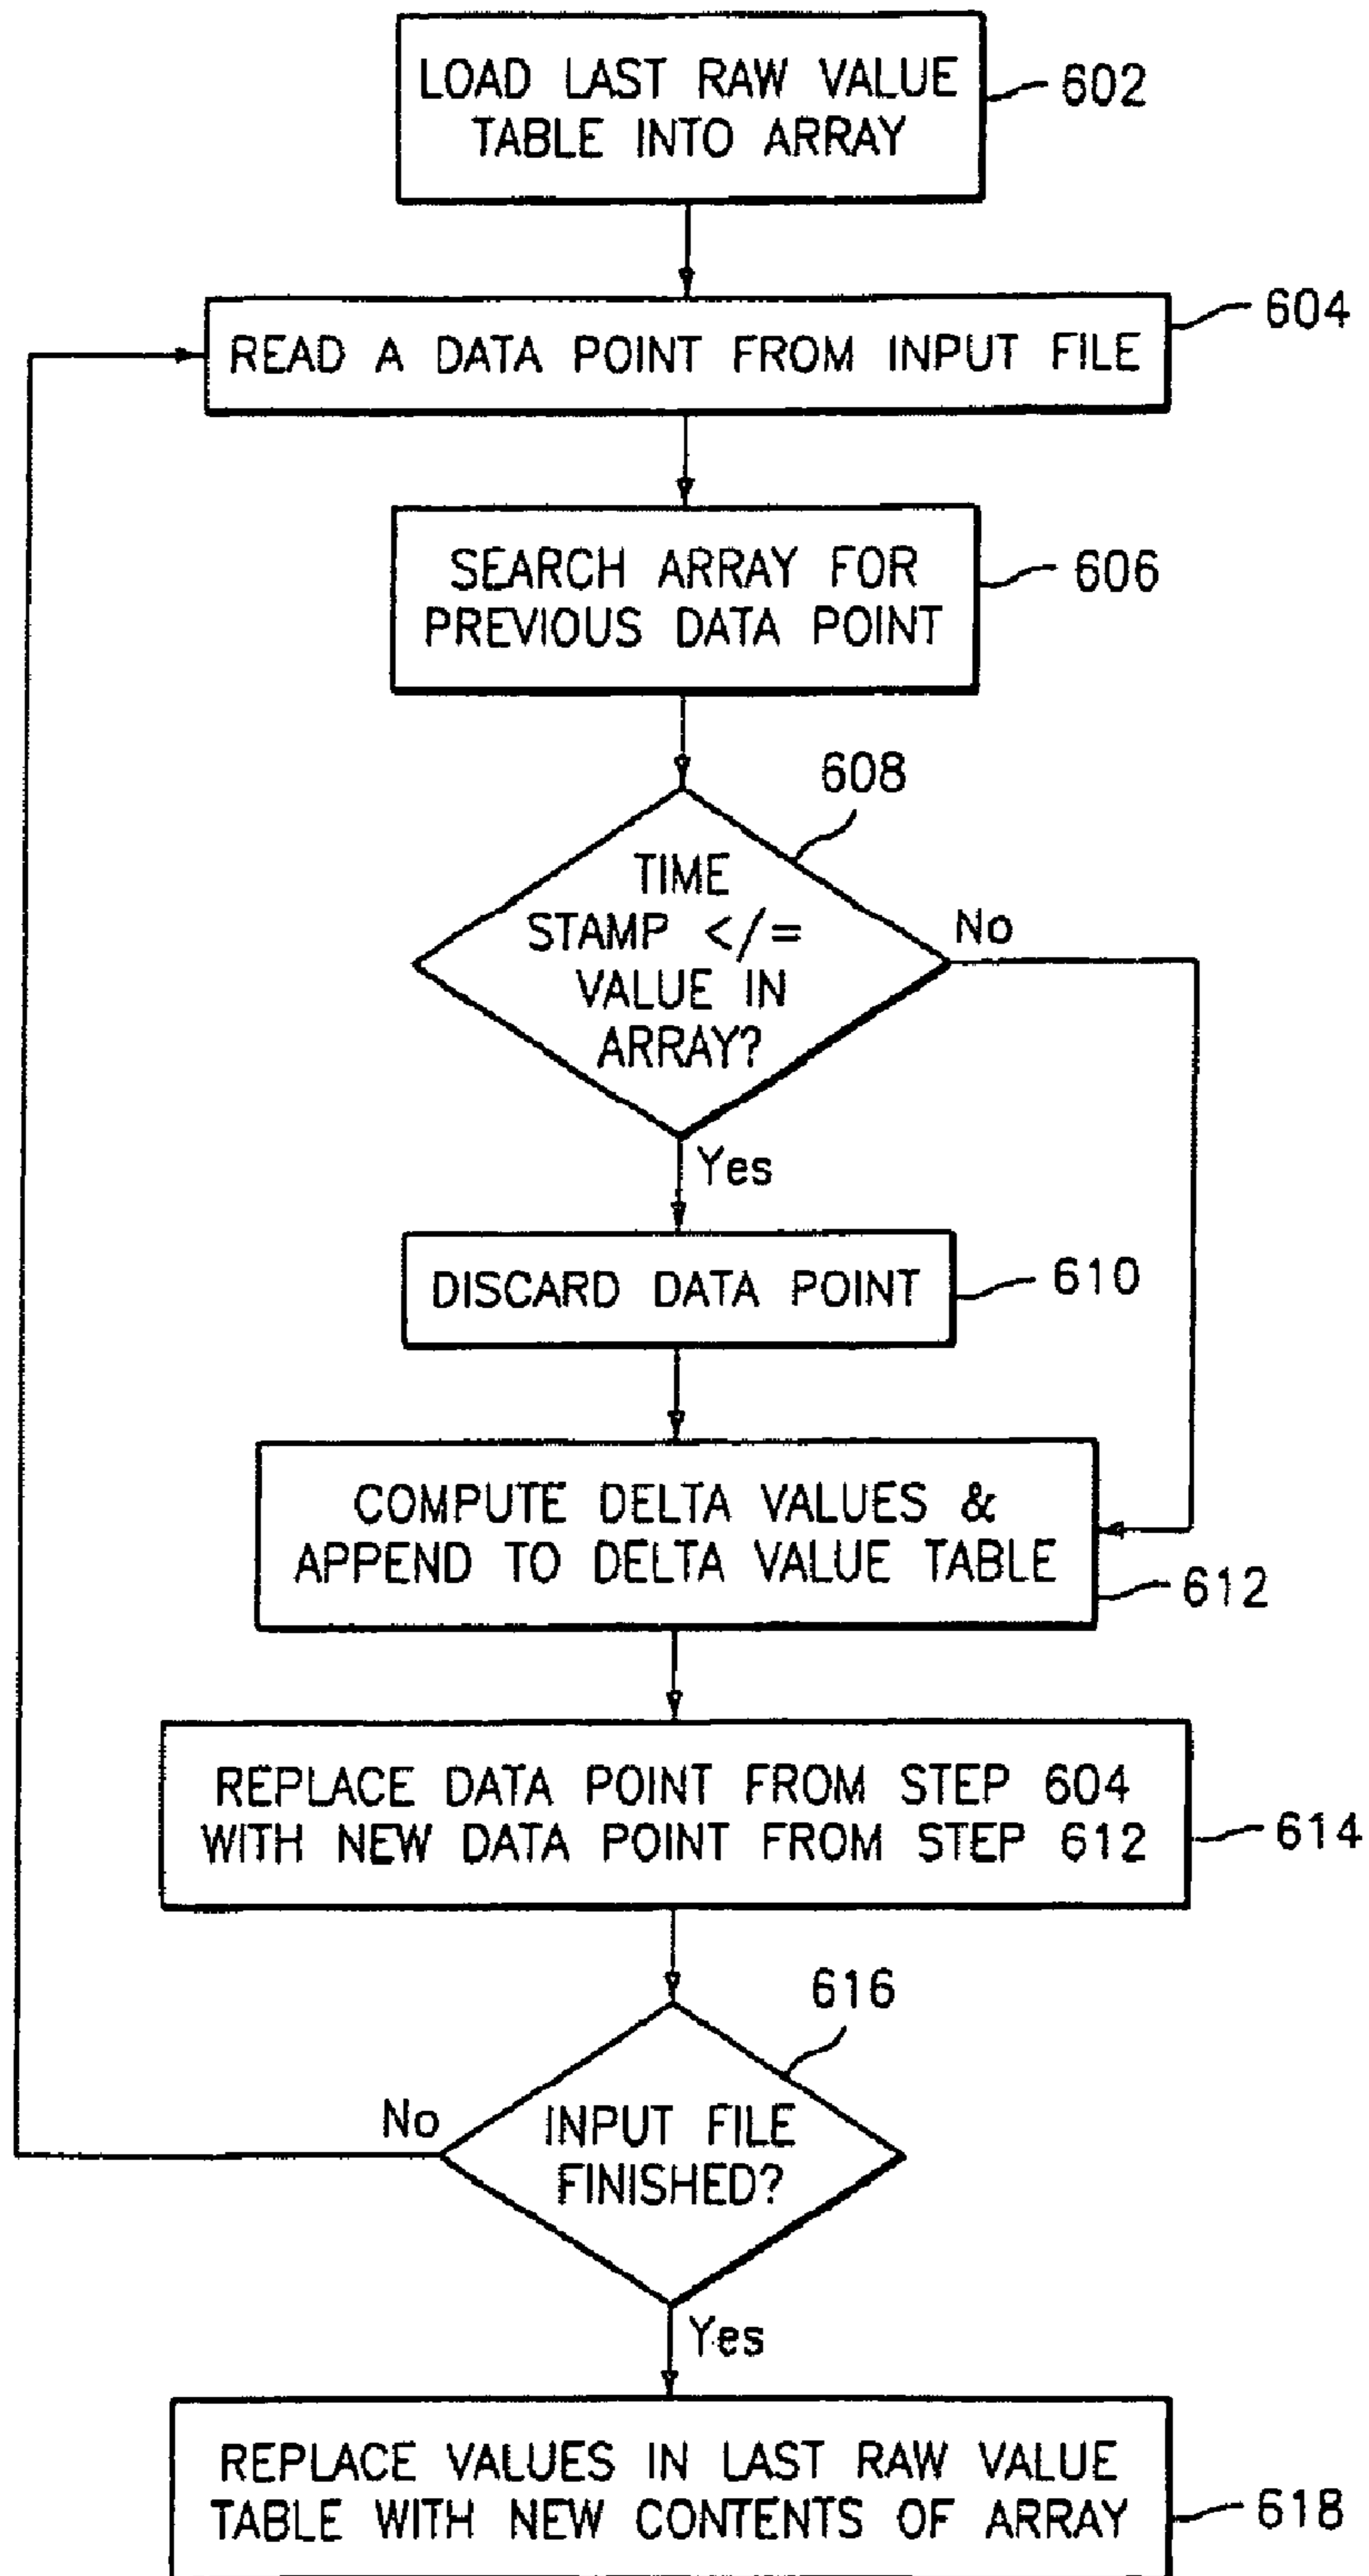 LOAD LAST RAW VALUE
TABLE INTO ARRAY
602
READ A DATA POINT FROM INPUT FILE
604
SEARCH ARRAY FOR
PREVIOUS DATA POINT
606
608
TIME
STAMP </=
VALUE IN
ARRAY?
No
Yes
DISCARD DATA POINT
610
COMPUTE DELTA VALUES &
APPEND TO DELTA VALUE TABLE
612
REPLACE DATA POINT FROM STEP 604
WITH NEW DATA POINT FROM STEP 612
614
616
INPUT FILE
FINISHED?
No
Yes
REPLACE VALUES IN LAST RAW VALUE
TABLE WITH NEW CONTENTS OF ARRAY
618